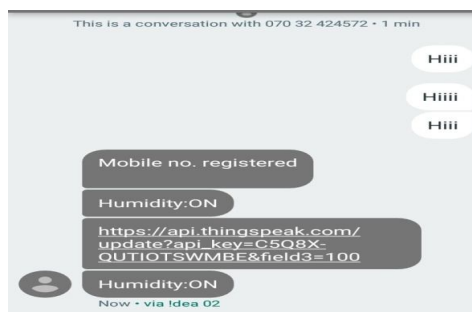 This is a conversation with 070 32 424572 • 1 min
Hiii
Hiiii
Hiii
Mobile no. registered
Humidity:ON
https://api.thingspeak.com/
update?api_key=C5Q8X-
QUTIOTSWMBE&field3=100
Humidity:ON
Now • via !dea 02